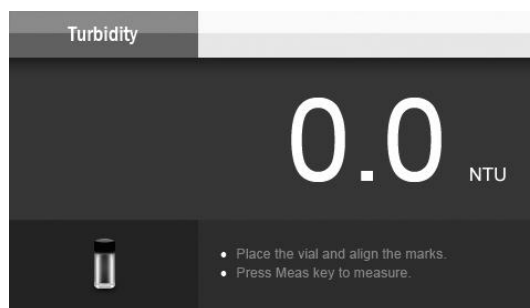 Turbidity
0.0 NTU
• Place the vial and align the marks.
• Press Meas key to measure.